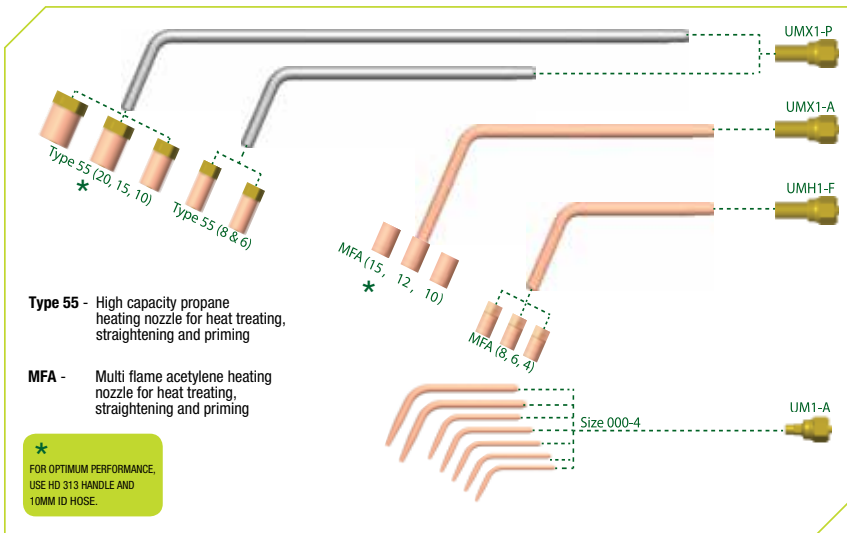 UMX1-P
UMX1-A
UMH1-F
Type 55 (20, 15, 10)
*
Type 55 (8 & 6)
MFA (15, 12, 10)
*
MFA (8, 6, 4)
Type 55 - High capacity propane
heating nozzle for heat treating,
straightening and priming
MFA - Multi flame acetylene heating
nozzle for heat treating,
straightening and priming
Size 000-4
UM1-A
*
FOR OPTIMUM PERFORMANCE,
USE HD 313 HANDLE AND
10MM ID HOSE.